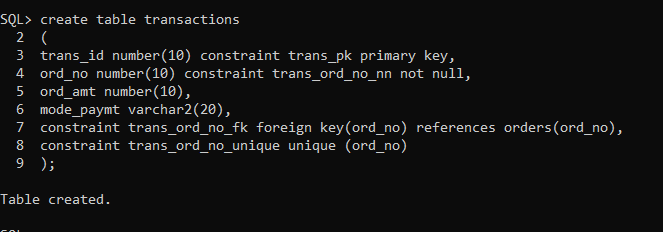 SQL> create table transactions
2 (
3 trans_id number(10) constraint trans_pk primary key,
4 ord_no number(10) constraint trans_ord_no_nn not null,
5 ord_amt number(10),
6 mode_paymt varchar2(20),
7 constraint trans_ord_no_fk foreign key(ord_no) references orders(ord_no),
8 constraint trans_ord_no_unique unique (ord_no)
9 );
Table created.